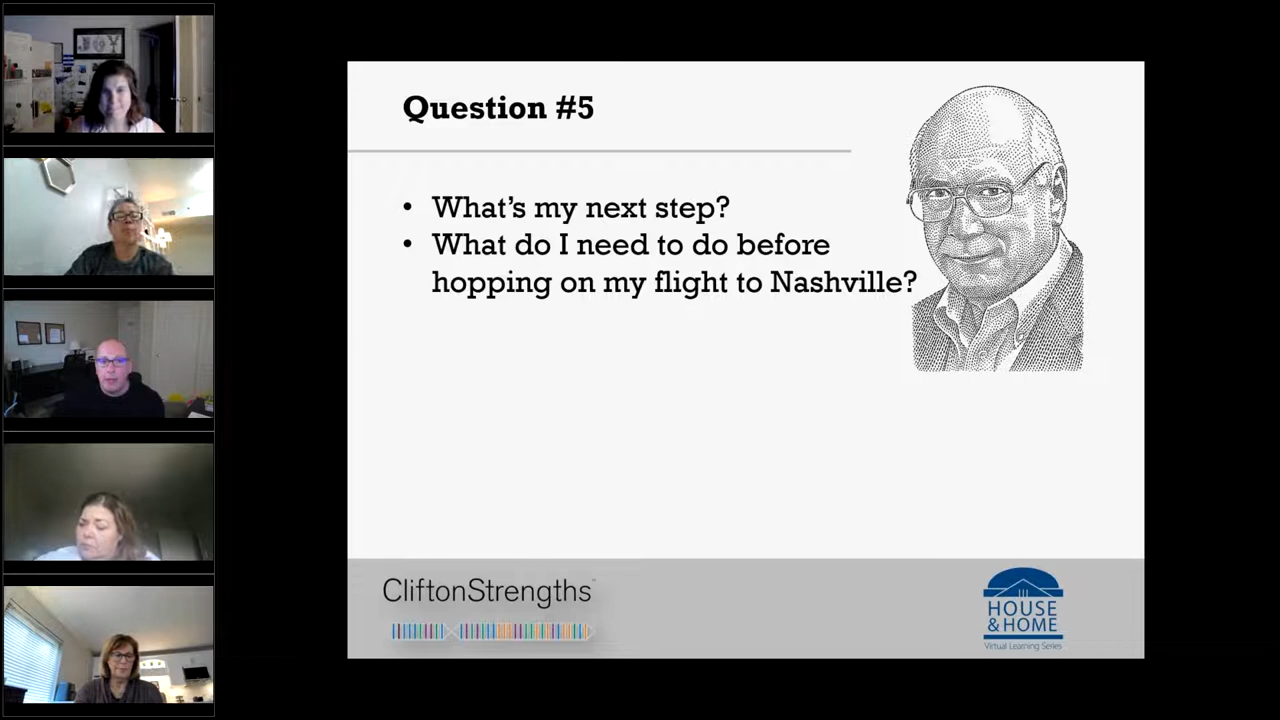 Question #5
• What's my next step?
• What do I need to do before
hopping on my flight to Nashville?
CliftonStrengths™
HOUSE
& HOME
Virtual Learning Series